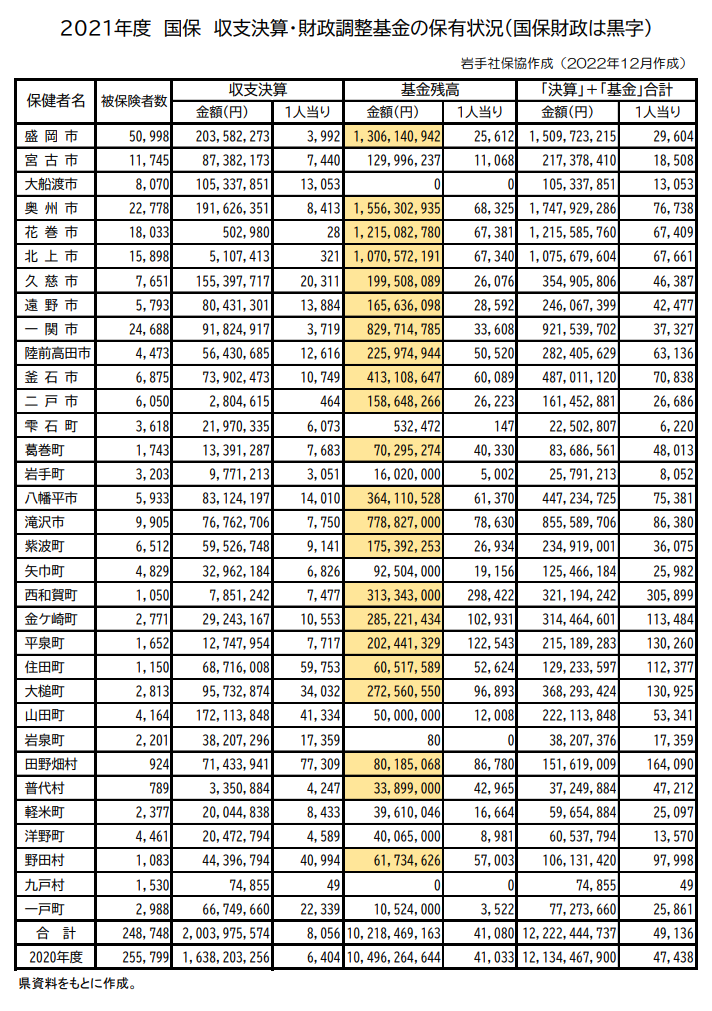 2021年度 国保 収支決算・財政調整基金の保有状況(国保財政は黒字)
岩手社保協作成(2022年12月作成)
保健者名 被保険者数 収支決算 基金残高 「決算」+「基金」合計
金額(円) 1人当り 金額(円) 1人当り 金額(円) 1人当り
盛岡市 50,998 203,582,273 3,992 1,306,140,942 25,612 1,509,723,215 29,604
宮古市 11,745 87,382,173 7,440 129,996,237 11,068 217,378,410 18,508
大船渡市 8,070 105,337,851 13,053 0 0 105,337,851 13,053
奥州市 22,778 191,626,351 8,413 1,556,302,935 68,325 1,747,929,286 76,738
花巻市 18,033 502,980 28 1,215,082,780 67,381 1,215,585,760 67,409
北上市 15,898 5,107,413 321 1,070,572,191 67,340 1,075,679,604 67,661
久慈市 7,651 155,397,717 20,311 199,508,089 26,076 354,905,806 46,387
遠野市 5,793 80,431,301 13,884 165,636,098 28,592 246,067,399 42,477
一関市 24,688 91,824,917 3,719 829,714,785 33,608 921,539,702 37,327
陸前高田市 4,473 56,430,685 12,616 225,974,944 50,520 282,405,629 63,136
釜石市 6,875 73,902,473 10,749 413,108,647 60,089 487,011,120 70,838
二戸市 6,050 2,804,615 464 158,648,266 26,223 161,452,881 26,686
雫石町 3,618 21,970,335 6,073 532,472 147 22,502,807 6,220
葛巻町 1,743 13,391,287 7,683 70,295,274 40,330 83,686,561 48,013
岩手町 3,203 9,771,213 3,051 16,020,000 5,002 25,791,213 8,052
八幡平市 5,933 83,124,197 14,010 364,110,528 61,370 447,234,725 75,381
滝沢市 9,905 76,762,706 7,750 778,827,000 78,630 855,589,706 86,380
紫波町 6,512 59,526,748 9,141 175,392,253 26,934 234,919,001 36,075
矢巾町 4,829 32,962,184 6,826 92,504,000 19,156 125,466,184 25,982
西和賀町 1,050 7,851,242 7,477 313,343,000 298,422 321,194,242 305,899
金ケ崎町 2,771 29,243,167 10,553 285,221,434 102,931 314,464,601 113,484
平泉町 1,652 12,747,954 7,717 202,441,329 122,543 215,189,283 130,260
住田町 1,150 68,716,008 59,753 60,517,589 52,624 129,233,597 112,377
大槌町 2,813 95,732,874 34,032 272,560,550 96,893 368,293,424 130,925
山田町 4,164 172,113,848 41,334 50,000,000 12,008 222,113,848 53,341
岩泉町 2,201 38,207,296 17,359 80 0 38,207,376 17,359
田野畑村 924 71,433,941 77,309 80,185,068 86,780 151,619,009 164,090
普代村 789 3,350,884 4,247 33,899,000 42,965 37,249,884 47,212
軽米町 2,377 20,044,838 8,433 39,610,046 16,664 59,654,884 25,097
洋野町 4,461 20,472,794 4,589 40,065,000 8,981 60,537,794 13,570
野田村 1,083 44,396,794 40,994 61,734,626 57,003 106,131,420 97,998
九戸村 1,530 74,855 49 0 0 74,855 49
一戸町 2,988 66,749,660 22,339 10,524,000 3,522 77,273,660 25,861
合 計 248,748 2,003,975,574 8,056 10,218,469,163 41,080 12,222,444,737 49,136
2020年度 255,799 1,638,203,256 6,404 10,496,264,644 41,033 12,134,467,900 47,438
県資料をもとに作成。